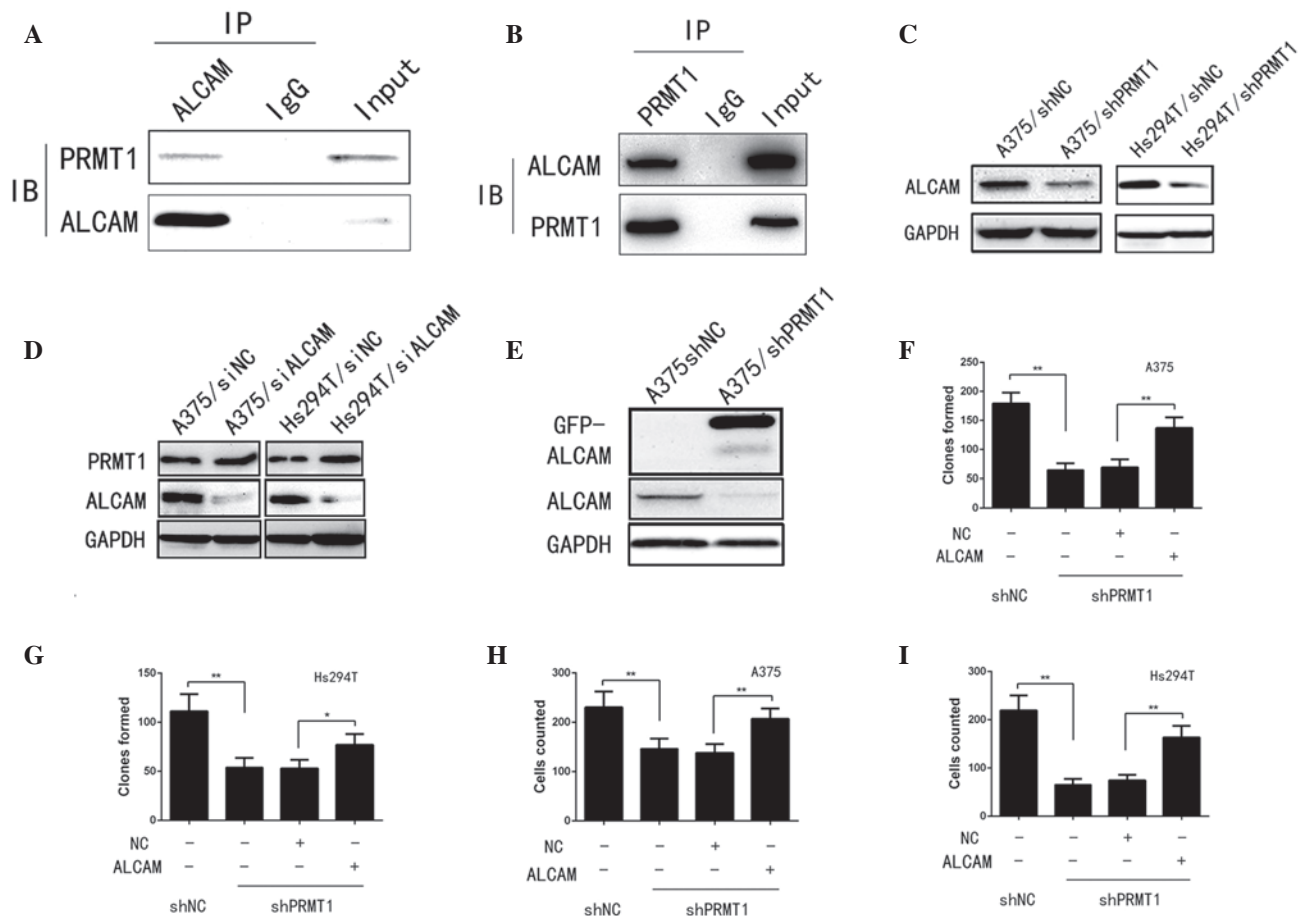 A
IP
ALCAM
IgG
Input
IB
PRMT1
ALCAM
B
IP
PRMT1
IgG
Input
IB
ALCAM
PRMT1
C
A375/shNC
A375/shPRMT1
Hs294T/shNC
Hs294T/shPRMT1
ALCAM
GAPDH
D
A375/siNC
A375/siALCAM
Hs294T/siNC
Hs294T/siALCAM
PRMT1
ALCAM
GAPDH
E
A375shNC
A375/shPRMT1
GFP-
ALCAM
ALCAM
GAPDH
F
A375
Clones formed
250
200
150
100
50
0
**
**
NC – – + –
ALCAM – – – +
shNC shPRMT1
G
Hs294T
Clones formed
150
100
50
0
**
*
NC – – + –
ALCAM – – – +
shNC shPRMT1
H
A375
Cells counted
300
200
100
0
**
**
NC – – + –
ALCAM – – – +
shNC shPRMT1
I
Hs294T
Cells counted
300
200
100
0
**
**
NC – – + –
ALCAM – – – +
shNC shPRMT1